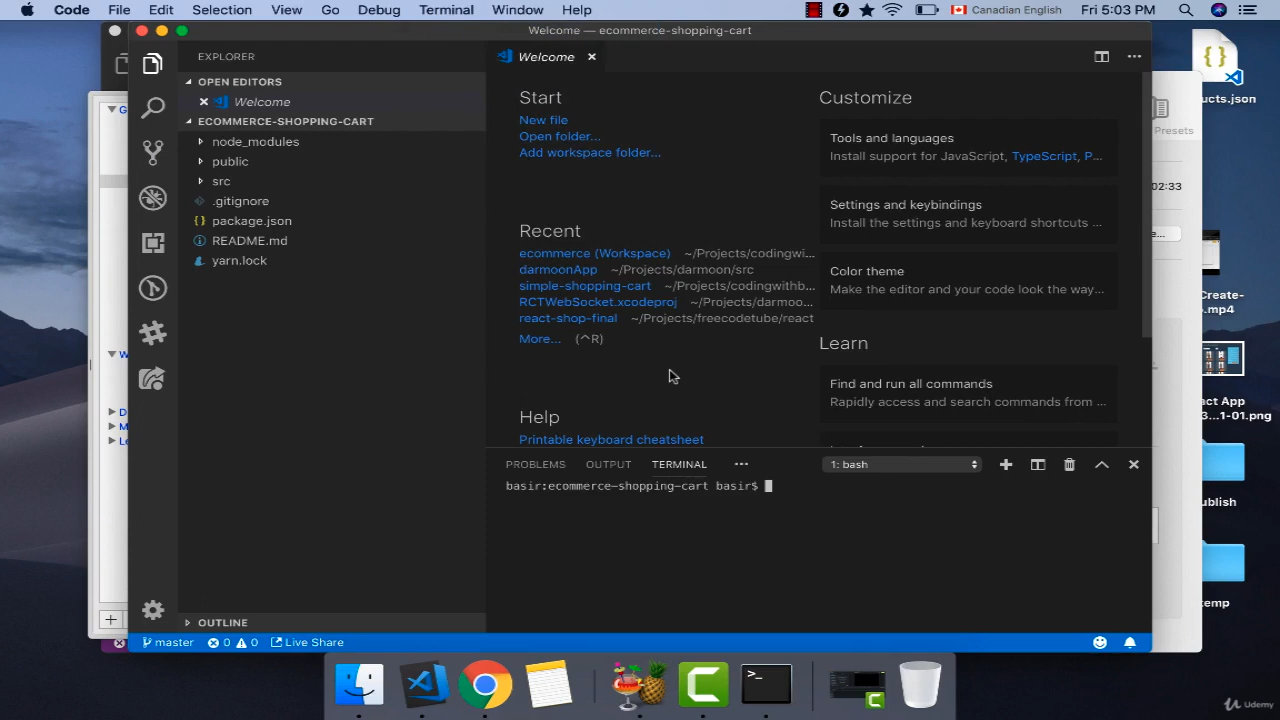 Code File Edit Selection View Go Debug Terminal Window Help Canadian English Fri 5:03 PM
Welcome — ecommerce-shopping-cart
EXPLORER
OPEN EDITORS
Welcome
ECOMMERCE-SHOPPING-CART
node_modules
public
src
.gitignore
package.json
README.md
yarn.lock
OUTLINE
Welcome
Start
New file
Open folder...
Add workspace folder...
Recent
ecommerce (Workspace) ~/Projects/codingwi...
darmoonApp ~/Projects/darmoon/src
simple-shopping-cart ~/Projects/codingwithb...
RCTWebSocket.xcodeproj ~/Projects/darmoo...
react-shop-final ~/Projects/freecodetube/react
More... (^R)
Help
Printable keyboard cheatsheet
Customize
Tools and languages
Install support for JavaScript, TypeScript, P...
Settings and keybindings
Install the settings and keyboard shortcuts ...
Color theme
Make the editor and your code look the way...
Learn
Find and run all commands
Rapidly access and search commands from ...
PROBLEMS OUTPUT TERMINAL ••• 1: bash
basir:ecommerce-shopping-cart basir$
master 0 0 Live Share
ucts.json
Presets
02:33
e...
Create-
o.mp4
act App
3...1-01.png
ublish
temp
Udemy